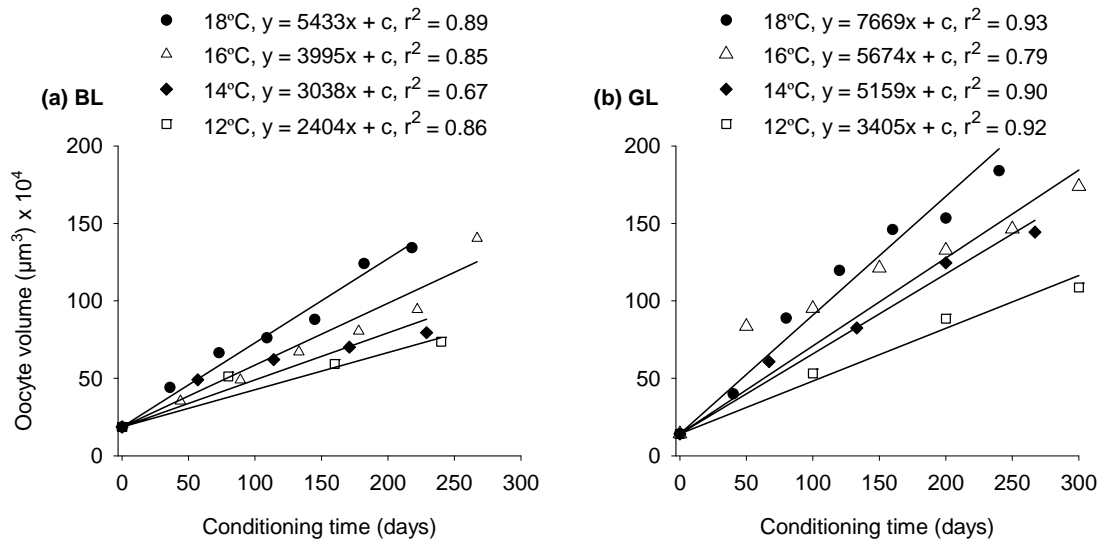 18ºC, y = 5433x + c, r² = 0.89
16ºC, y = 3995x + c, r² = 0.85
14ºC, y = 3038x + c, r² = 0.67
12ºC, y = 2404x + c, r² = 0.86
(a) BL
200
150
100
50
0
Oocyte volume (µm³) x 10⁴
0 50 100 150 200 250 300
Conditioning time (days)
18ºC, y = 7669x + c, r² = 0.93
16ºC, y = 5674x + c, r² = 0.79
14ºC, y = 5159x + c, r² = 0.90
12ºC, y = 3405x + c, r² = 0.92
(b) GL
200
150
100
50
0
0 50 100 150 200 250 300
Conditioning time (days)